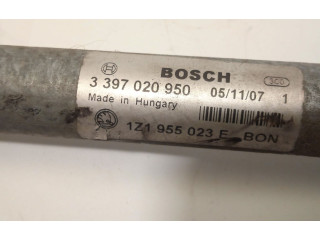 BOSCH
3 397 020 950 05/11/07 1
Made in Hungary
1Z1 955 023 F BON